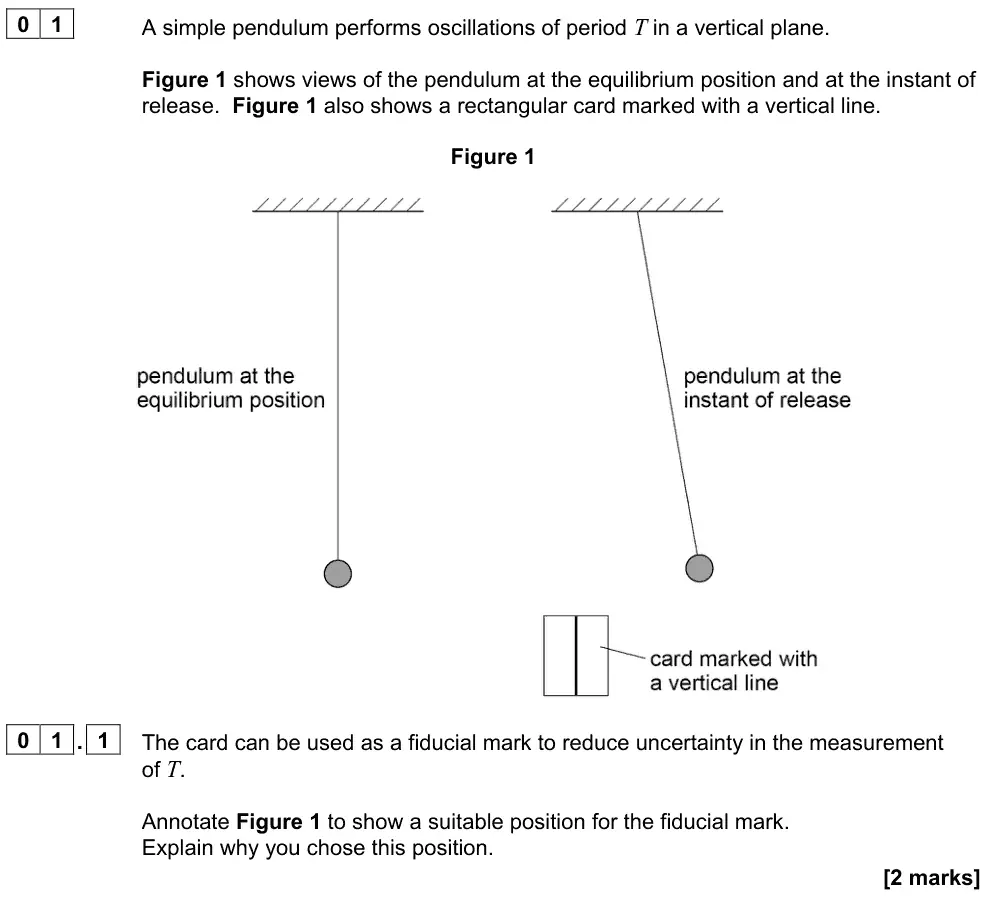 0 1 A simple pendulum performs oscillations of period T in a vertical plane.
Figure 1 shows views of the pendulum at the equilibrium position and at the instant of
release. Figure 1 also shows a rectangular card marked with a vertical line.
Figure 1
pendulum at the
equilibrium position
pendulum at the
instant of release
card marked with
a vertical line
0 1 . 1 The card can be used as a fiducial mark to reduce uncertainty in the measurement
of T.
Annotate Figure 1 to show a suitable position for the fiducial mark.
Explain why you chose this position.
[2 marks]